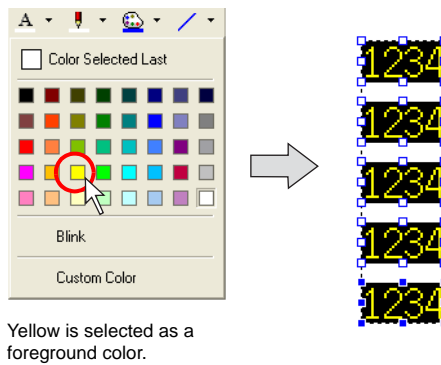 A
Color Selected Last
Blink
Custom Color
Yellow is selected as a
foreground color.
1234
1234
1234
1234
1234